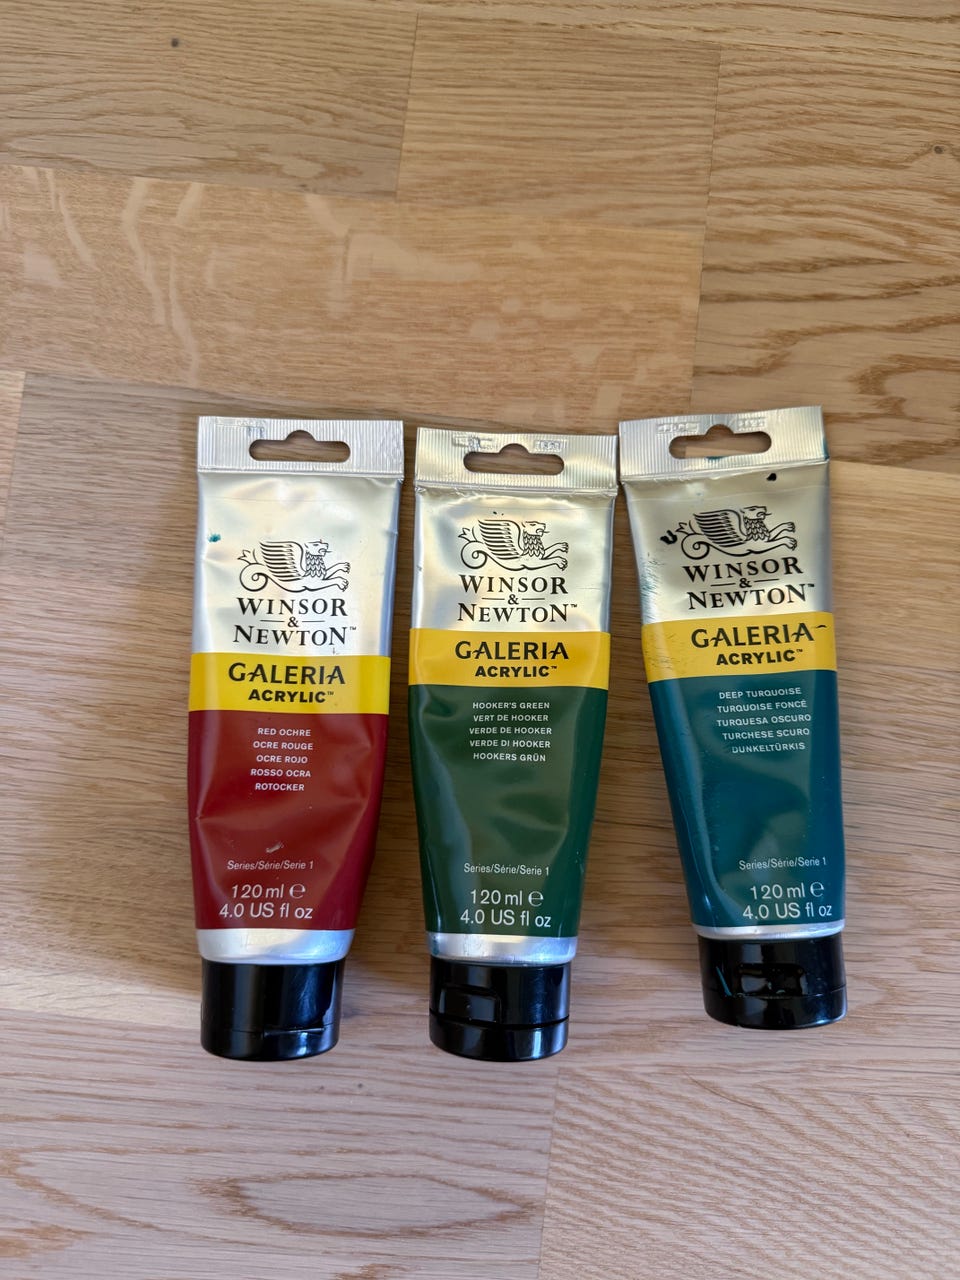 WINSOR
&
NEWTON™
GALERIA
ACRYLIC™
RED OCHRE
OCRE ROUGE
OCRE ROJO
ROSSO OCRA
ROTOCKER
Series/Série/Serie 1
120 ml ℮
4.0 US fl oz
WINSOR
&
NEWTON™
GALERIA
ACRYLIC™
HOOKER'S GREEN
VERT DE HOOKER
VERDE DE HOOKER
VERDE DI HOOKER
HOOKERS GRÜN
Series/Série/Serie 1
120 ml ℮
4.0 US fl oz
WINSOR
&
NEWTON™
GALERIA
ACRYLIC™
DEEP TURQUOISE
TURQUOISE FONCÉ
TURQUESA OSCURO
TURCHESE SCURO
DUNKELTÜRKIS
Series/Série/Serie 1
120 ml ℮
4.0 US fl oz